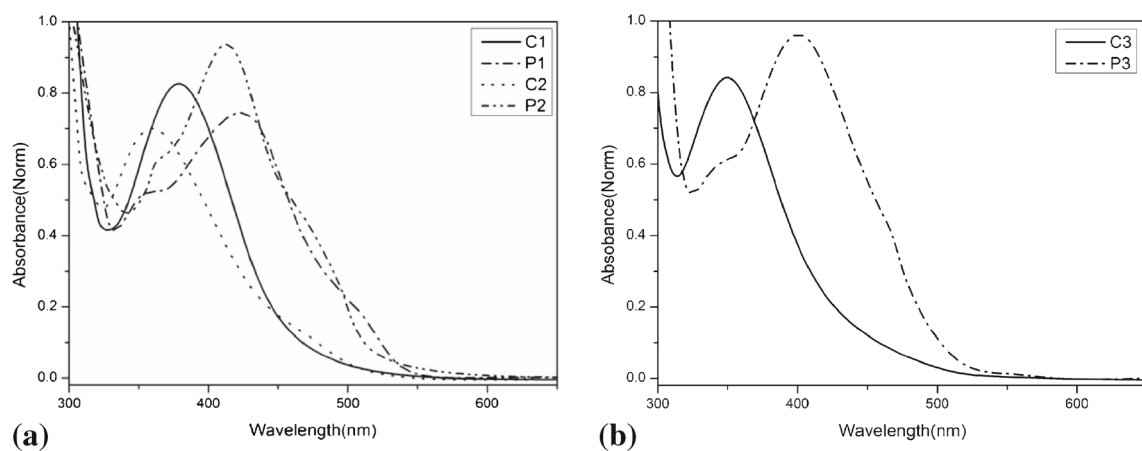 1.0
0.8
0.6
0.4
0.2
0.0
Absorbance(Norm)
C1
P1
C2
P2
300 400 500 600
Wavelength(nm)
(a)
1.0
0.8
0.6
0.4
0.2
0.0
Absobance(Norm)
C3
P3
300 400 500 600
Wavelength(nm)
(b)